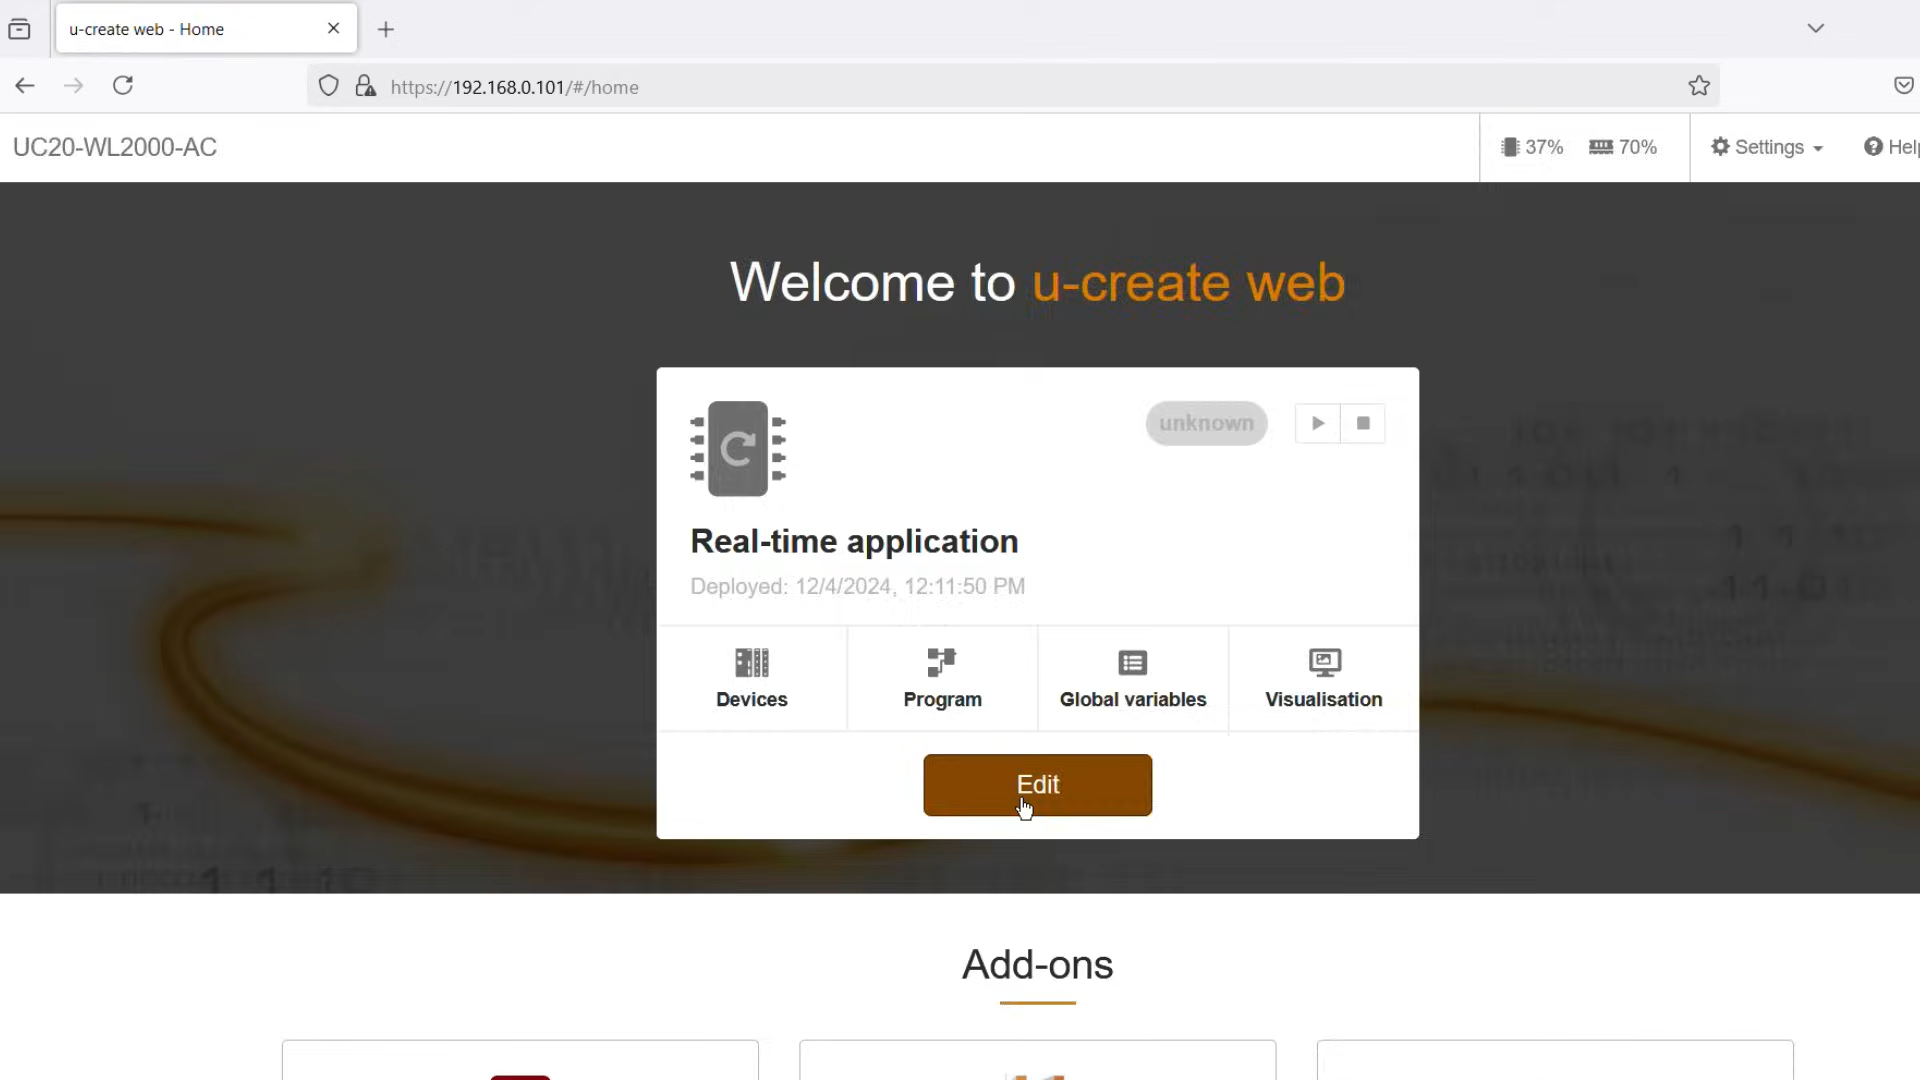 u-create web - Home
https://192.168.0.101/#/home
UC20-WL2000-AC
37%
70%
Settings
Help
Welcome to u-create web
unknown
Real-time application
Deployed: 12/4/2024, 12:11:50 PM
Devices
Program
Global variables
Visualisation
Edit
Add-ons